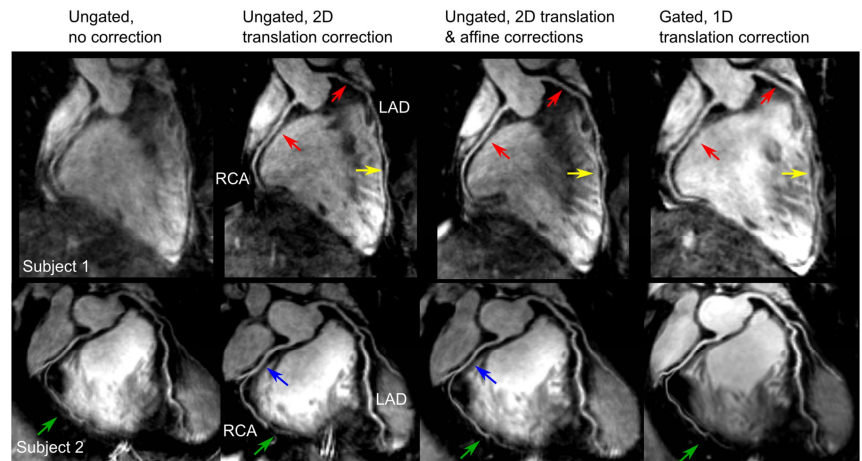 Ungated,
no correction
Ungated, 2D
translation correction
Ungated, 2D translation
& affine corrections
Gated, 1D
translation correction
LAD
RCA
Subject 1
LAD
RCA
Subject 2